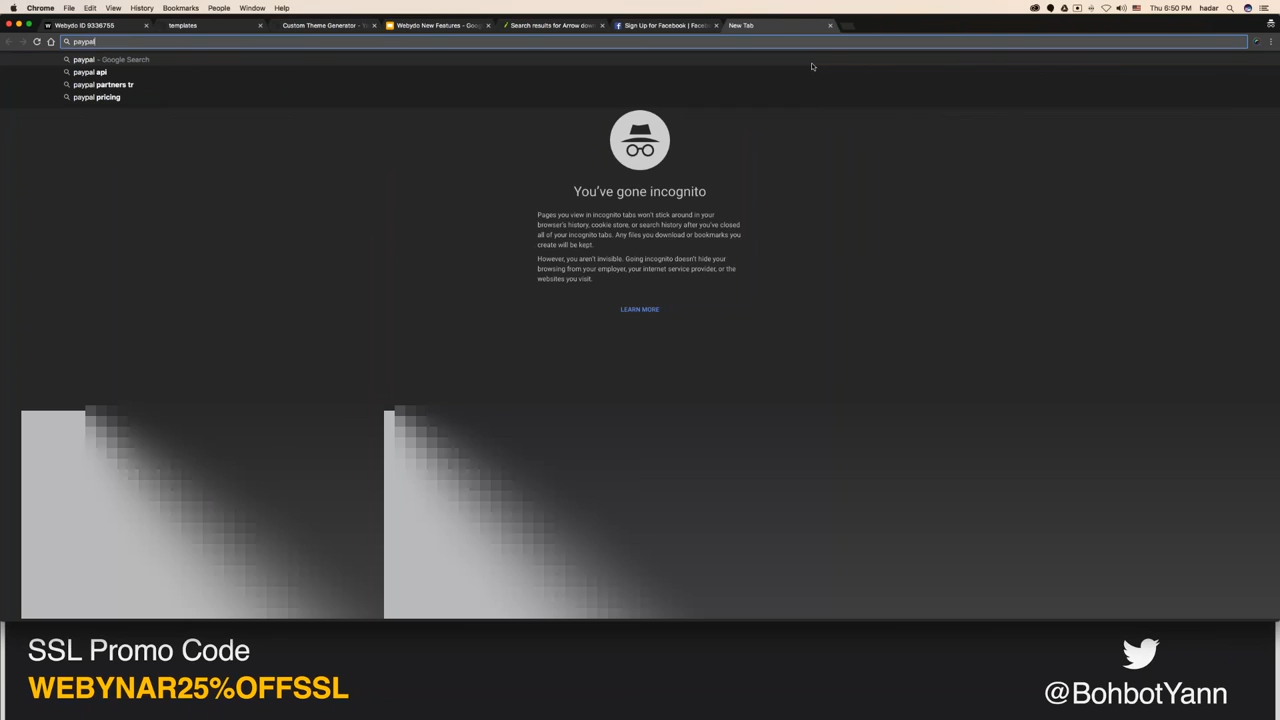 Chrome File Edit View History Bookmarks People Window Help
Thu 6:50 PM hadar
Webydo ID 9336755
templates
Custom Theme Generator -
Webydo New Features - Goo
Search results for Arrow down
Sign Up for Facebook | Faceb
New Tab
paypal
paypal - Google Search
paypal api
paypal partners tr
paypal pricing
You've gone incognito
Pages you view in incognito tabs won't stick around in your
browser's history, cookie store, or search history after you've closed
all of your incognito tabs. Any files you download or bookmarks you
create will be kept.
However, you aren't invisible. Going incognito doesn't hide your
browsing from your employer, your internet service provider, or the
websites you visit.
LEARN MORE
SSL Promo Code
WEBYNAR25%OFFSSL
@BohbotYann